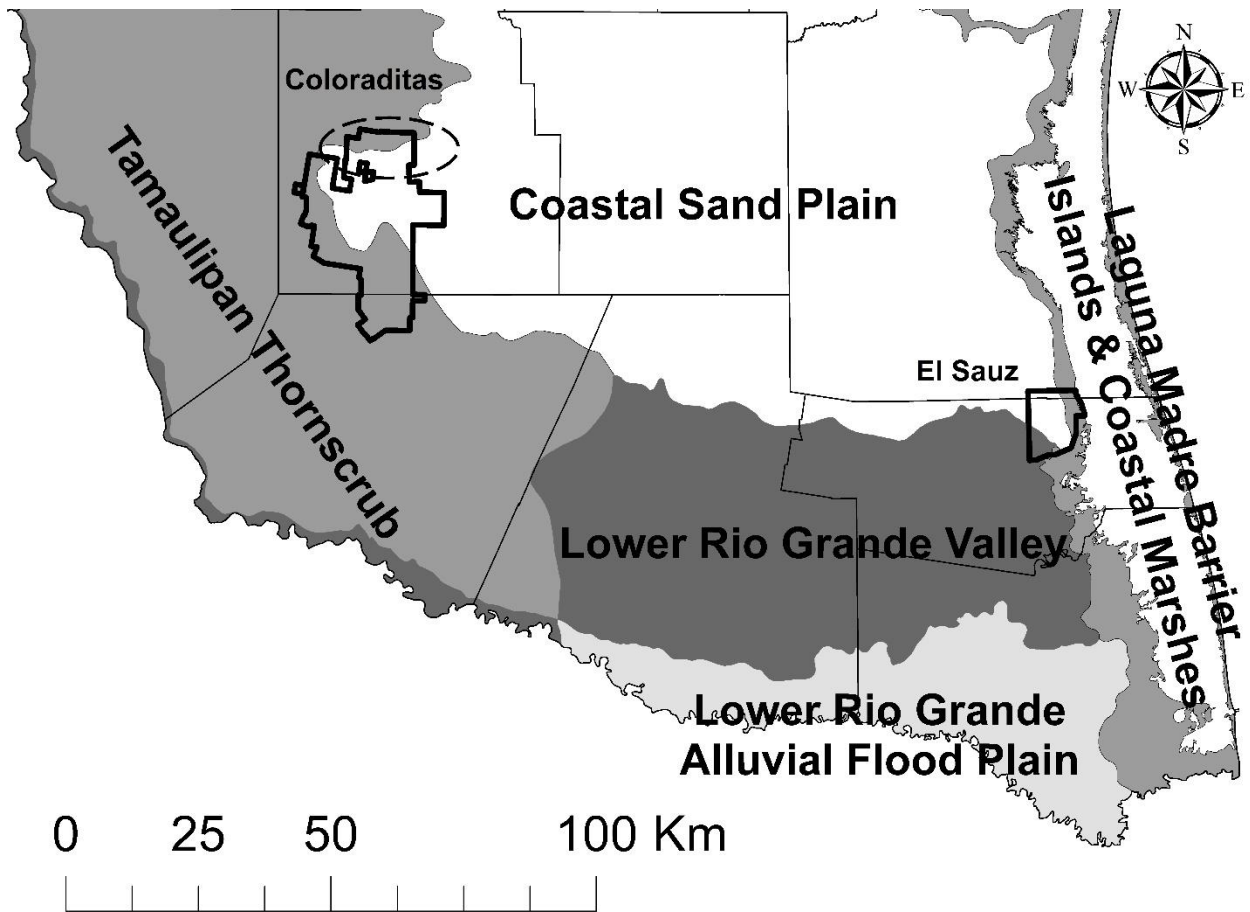 N
Coloraditas
W
E
S
Tamaulipan Thornscrub
Coastal Sand Plain
Laguna Madre Barrier
Islands & Coastal Marshes
El Sauz
Lower Rio Grande Valley
Lower Rio Grande
Alluvial Flood Plain
0 25 50 100 Km